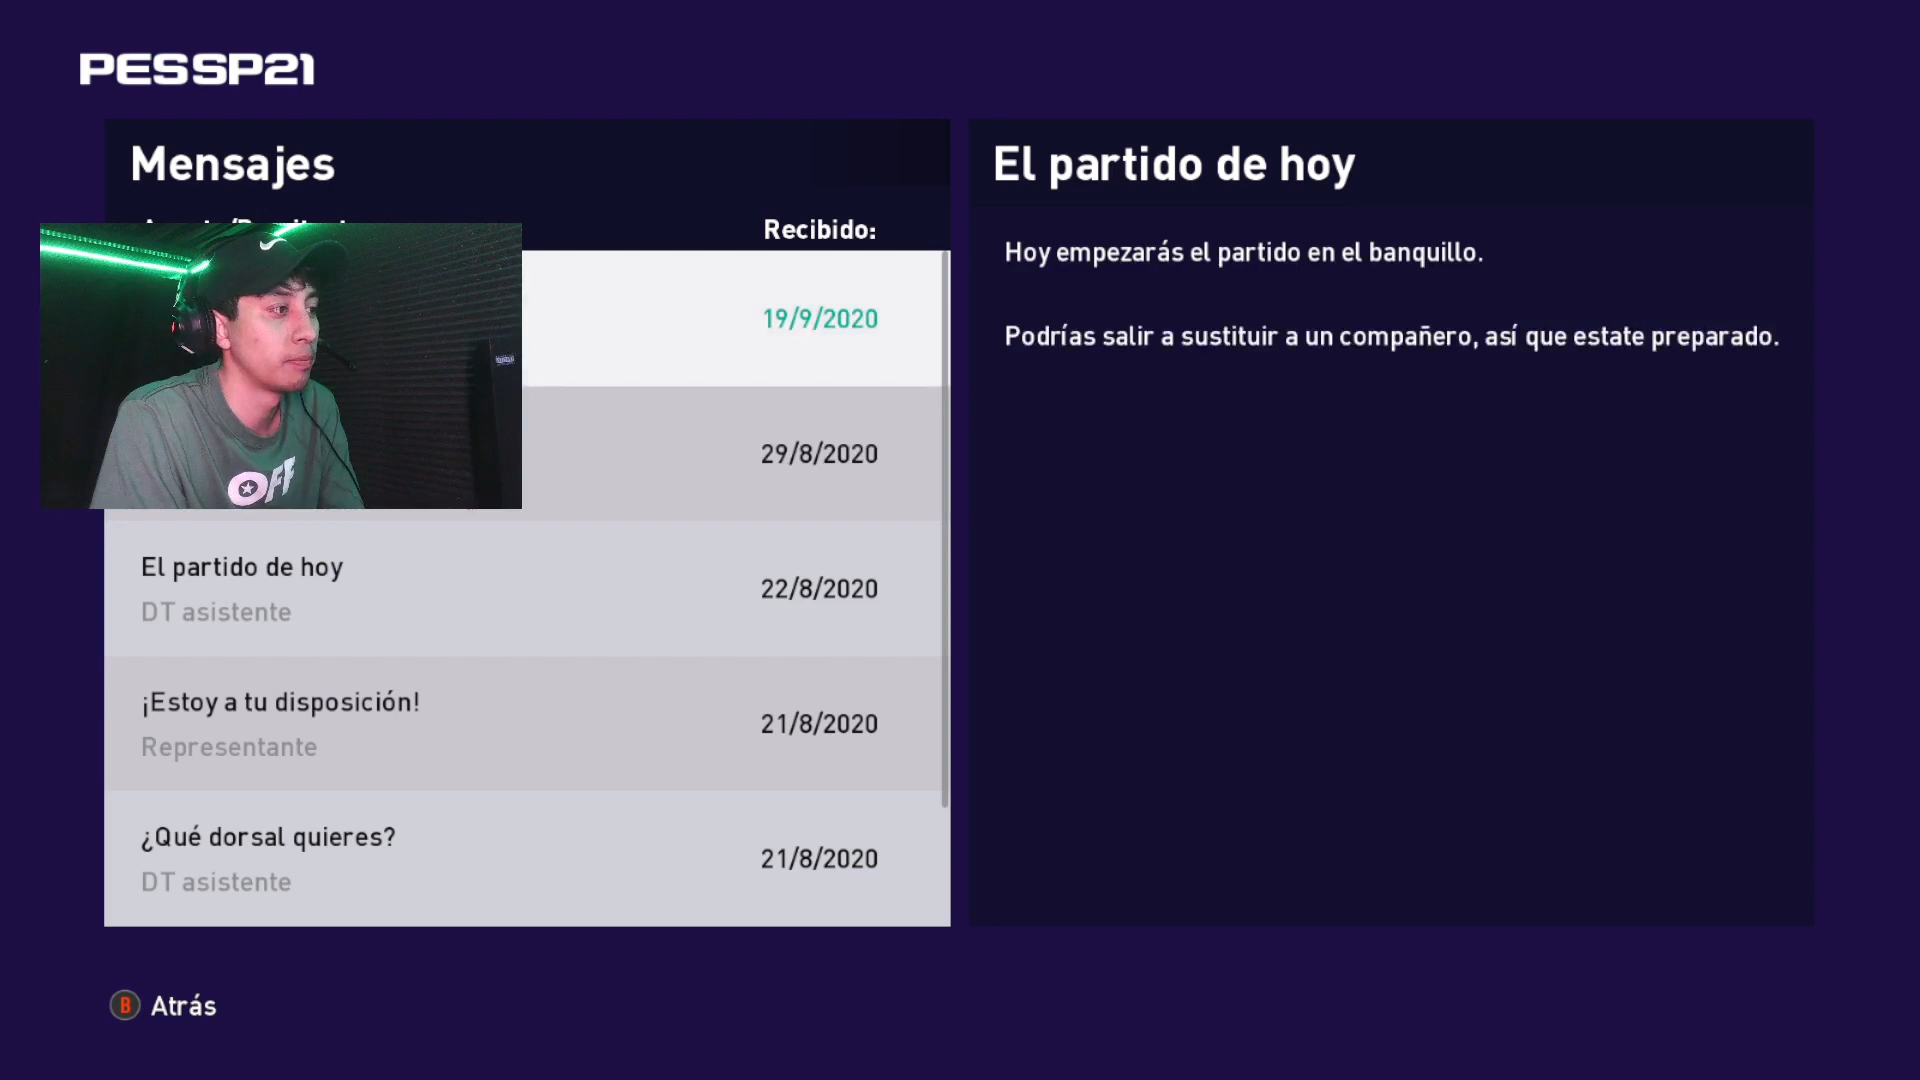 PESSP21
Mensajes
Recibido:
19/9/2020
29/8/2020
El partido de hoy
DT asistente
22/8/2020
¡Estoy a tu disposición!
Representante
21/8/2020
¿Qué dorsal quieres?
DT asistente
21/8/2020
El partido de hoy
Hoy empezarás el partido en el banquillo.
Podrías salir a sustituir a un compañero, así que estate preparado.
OFF
B Atrás